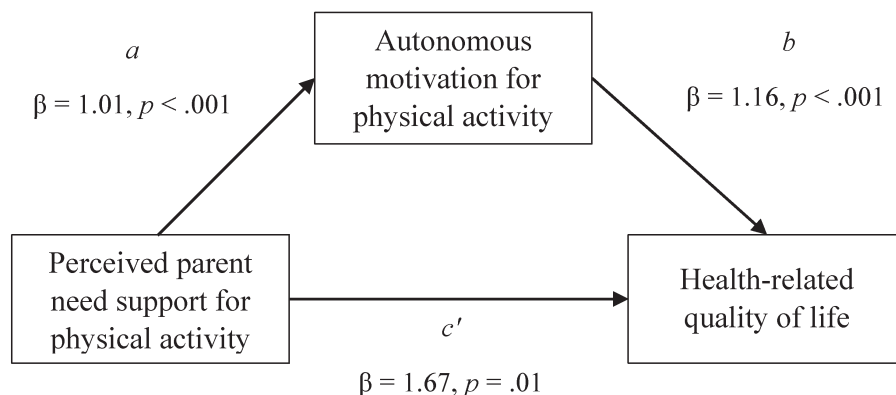 a
β = 1.01, p < .001
Autonomous
motivation for
physical activity
b
β = 1.16, p < .001
Perceived parent
need support for
physical activity
c′
β = 1.67, p = .01
Health-related
quality of life